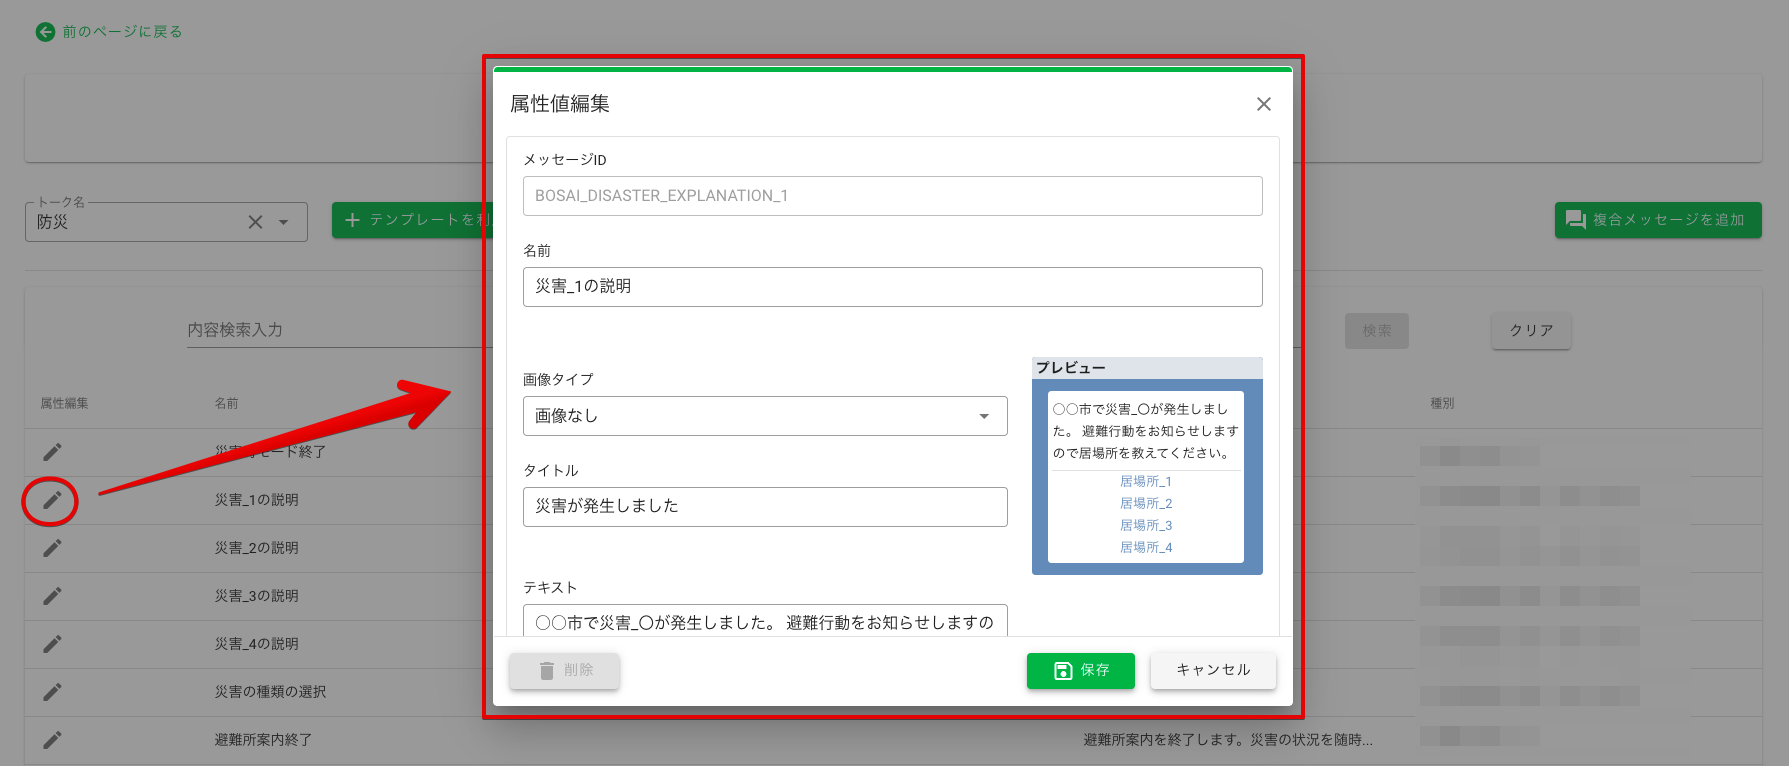 前のページに戻る
トーク名
防災
テンプレートを利
複合メッセージを追加
内容検索入力
検索
クリア
属性編集
名前
種別
災害_1の説明
災害_2の説明
災害_3の説明
災害_4の説明
災害の種類の選択
避難所案内終了
避難所案内を終了します。災害の状況を随時...
属性値編集
メッセージID
BOSAI_DISASTER_EXPLANATION_1
名前
災害_1の説明
画像タイプ
画像なし
タイトル
災害が発生しました
テキスト
〇〇市で災害_〇が発生しました。 避難行動をお知らせしますの
プレビュー
〇〇市で災害_〇が発生しまし
た。 避難行動をお知らせします
ので居場所を教えてください。
居場所_1
居場所_2
居場所_3
居場所_4
削除
保存
キャンセル